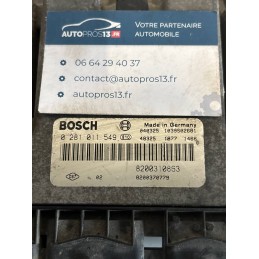 AUTOPROS13.FR
VOTRE PARTENAIRE
AUTOMOBILE
06 64 29 40 37
contact@autopros13.fr
autopros13.fr
BOSCH
Made in Germany
0 281 011 549
8200310863
8200370779